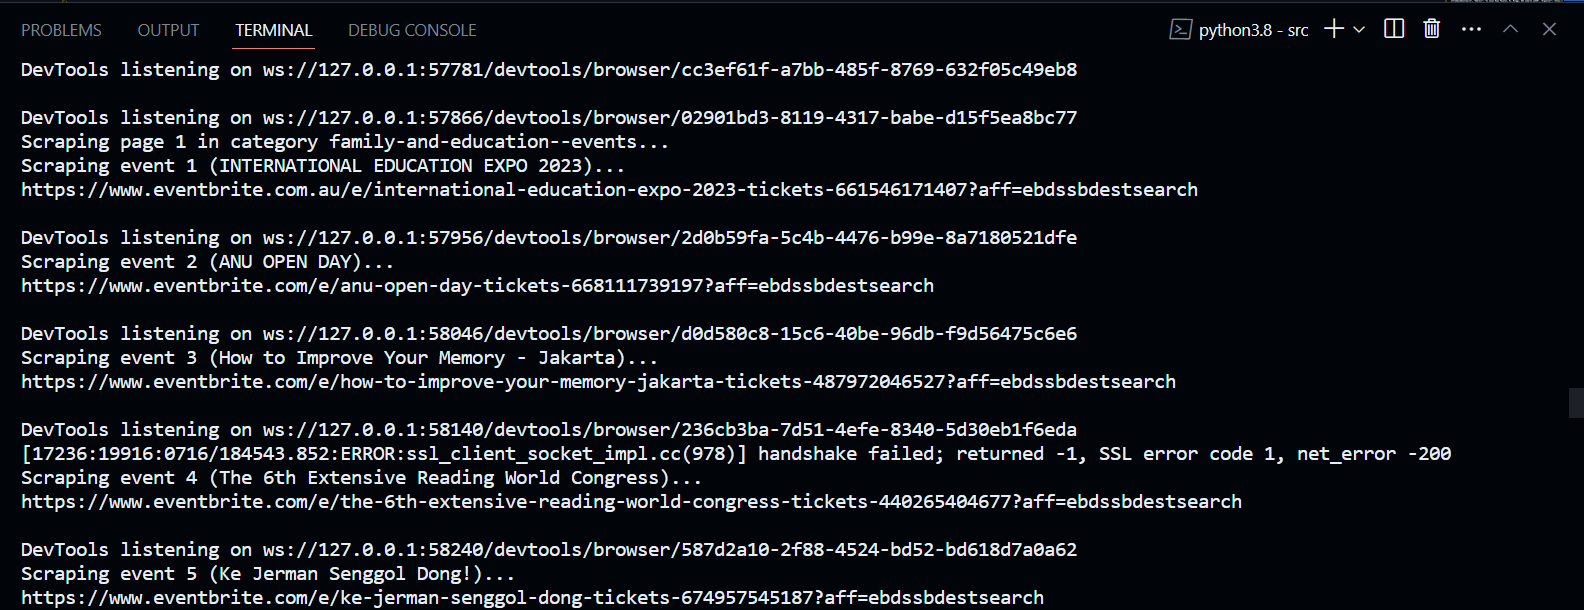 PROBLEMS OUTPUT TERMINAL DEBUG CONSOLE python3.8 - src
DevTools listening on ws://127.0.0.1:57781/devtools/browser/cc3ef61f-a7bb-485f-8769-632f05c49eb8
DevTools listening on ws://127.0.0.1:57866/devtools/browser/02901bd3-8119-4317-babe-d15f5ea8bc77
Scraping page 1 in category family-and-education--events...
Scraping event 1 (INTERNATIONAL EDUCATION EXPO 2023)...
https://www.eventbrite.com.au/e/international-education-expo-2023-tickets-661546171407?aff=ebdssbdestsearch
DevTools listening on ws://127.0.0.1:57956/devtools/browser/2d0b59fa-5c4b-4476-b99e-8a7180521dfe
Scraping event 2 (ANU OPEN DAY)...
https://www.eventbrite.com/e/anu-open-day-tickets-668111739197?aff=ebdssbdestsearch
DevTools listening on ws://127.0.0.1:58046/devtools/browser/d0d580c8-15c6-40be-96db-f9d56475c6e6
Scraping event 3 (How to Improve Your Memory - Jakarta)...
https://www.eventbrite.com/e/how-to-improve-your-memory-jakarta-tickets-487972046527?aff=ebdssbdestsearch
DevTools listening on ws://127.0.0.1:58140/devtools/browser/236cb3ba-7d51-4efe-8340-5d30eb1f6eda
[17236:19916:0716/184543.852:ERROR:ssl_client_socket_impl.cc(978)] handshake failed; returned -1, SSL error code 1, net_error -200
Scraping event 4 (The 6th Extensive Reading World Congress)...
https://www.eventbrite.com/e/the-6th-extensive-reading-world-congress-tickets-440265404677?aff=ebdssbdestsearch
DevTools listening on ws://127.0.0.1:58240/devtools/browser/587d2a10-2f88-4524-bd52-bd618d7a0a62
Scraping event 5 (Ke Jerman Senggol Dong!)...
https://www.eventbrite.com/e/ke-jerman-senggol-dong-tickets-674957545187?aff=ebdssbdestsearch